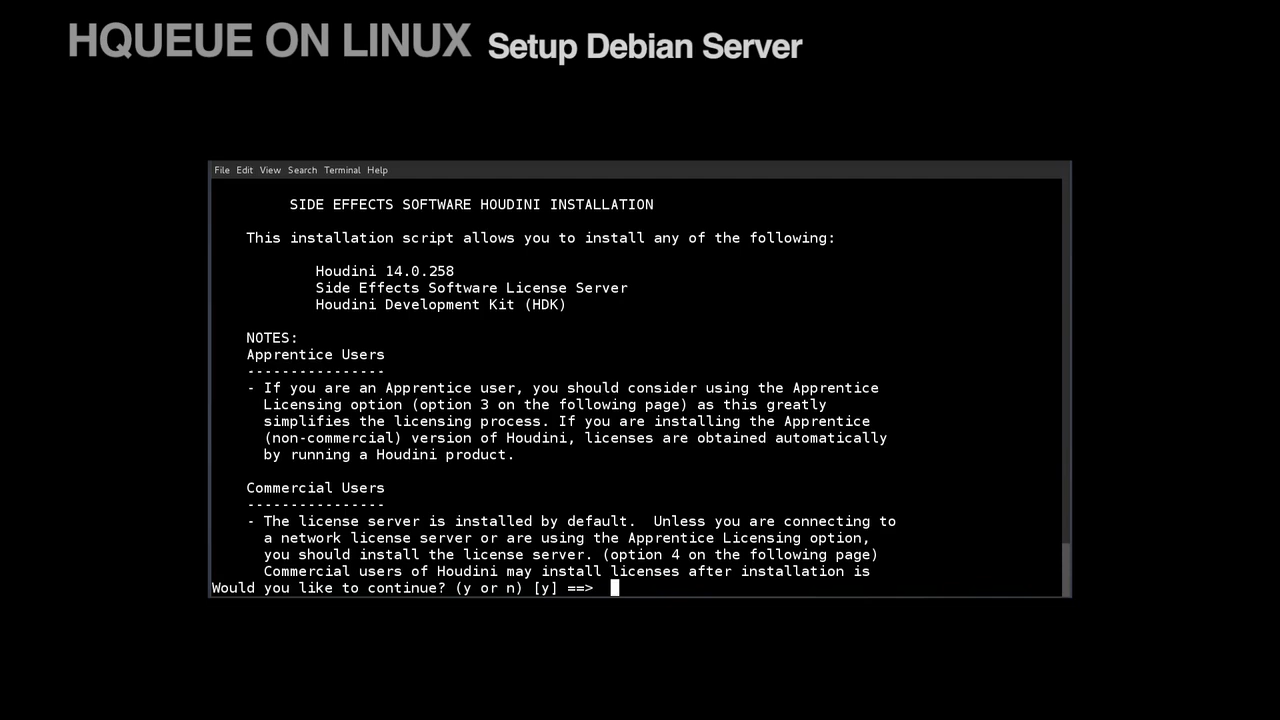 HQUEUE ON LINUX Setup Debian Server
File Edit View Search Terminal Help
SIDE EFFECTS SOFTWARE HOUDINI INSTALLATION
This installation script allows you to install any of the following:
Houdini 14.0.258
Side Effects Software License Server
Houdini Development Kit (HDK)
NOTES:
Apprentice Users
----------------
- If you are an Apprentice user, you should consider using the Apprentice
Licensing option (option 3 on the following page) as this greatly
simplifies the licensing process. If you are installing the Apprentice
(non-commercial) version of Houdini, licenses are obtained automatically
by running a Houdini product.
Commercial Users
----------------
- The license server is installed by default.  Unless you are connecting to
a network license server or are using the Apprentice Licensing option,
you should install the license server. (option 4 on the following page)
Commercial users of Houdini may install licenses after installation is
Would you like to continue? (y or n) [y] ==>